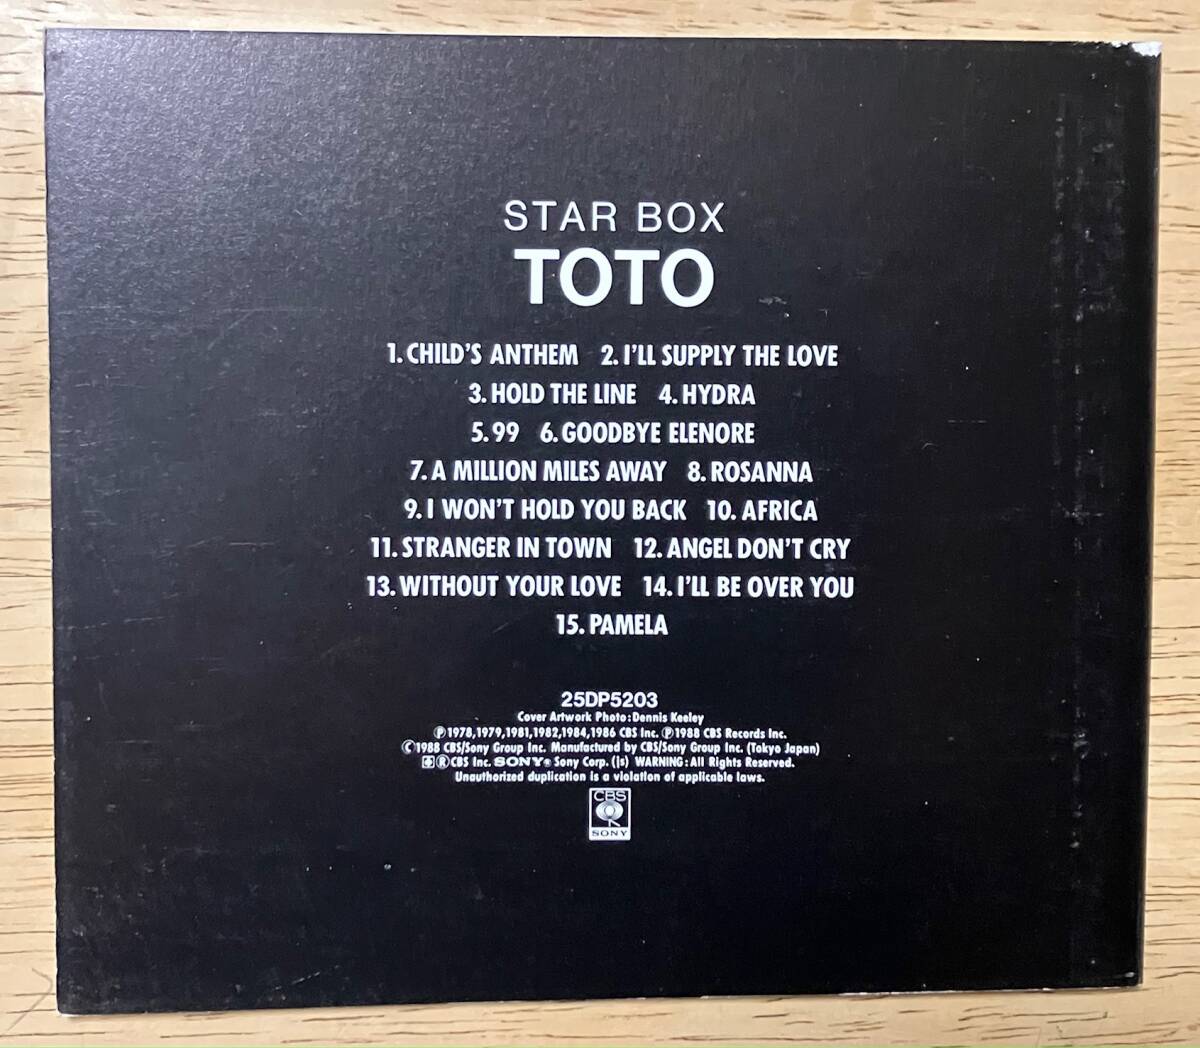 STAR BOX
TOTO
1. CHILD'S ANTHEM 2. I'LL SUPPLY THE LOVE
3. HOLD THE LINE 4. HYDRA
5. 99 6. GOODBYE ELENORE
7. A MILLION MILES AWAY 8. ROSANNA
9. I WON'T HOLD YOU BACK 10. AFRICA
11. STRANGER IN TOWN 12. ANGEL DON'T CRY
13. WITHOUT YOUR LOVE 14. I'LL BE OVER YOU
15. PAMELA
25DP5203
Cover Artwork Photo: Dennis Keeley
Ⓟ1978,1979,1981,1982,1984,1986 CBS Inc. Ⓟ1988 CBS Records Inc.
Ⓒ1988 CBS/Sony Group Inc. Manufactured by CBS/Sony Group Inc. (Tokyo Japan)
®CBS Inc. SONY® Sony Corp. (js) WARNING: All Rights Reserved.
Unauthorized duplication is a violation of applicable laws.
CBS
SONY